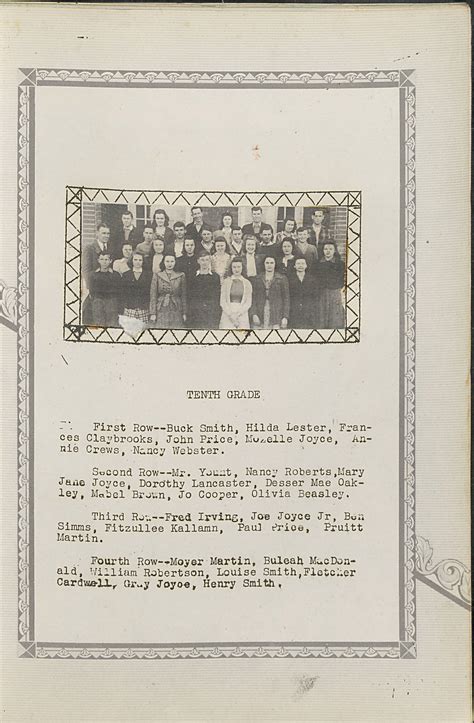 TENTH GRADE
First Row--Buck Smith, Hilda Lester, Fran-
ces Claybrooks, John Price, Mozelle Joyce, An-
nie Crews, Nancy Webster.
Second Row--Mr. Yount, Nancy Roberts,Mary
Jane Joyce, Dorothy Lancaster, Desser Mae Oak-
ley, Mabel Brown, Jo Cooper, Olivia Beasley.
Third Row--Fred Irving, Joe Joyce Jr, Ben
Simms, Fitzullee Kallamn, Paul Price, Pruitt
Martin.
Fourth Row--Moyer Martin, Buleah MacDon-
ald, William Robertson, Louise Smith,Fletcher
Cardwell, Gray Joyce, Henry Smith.